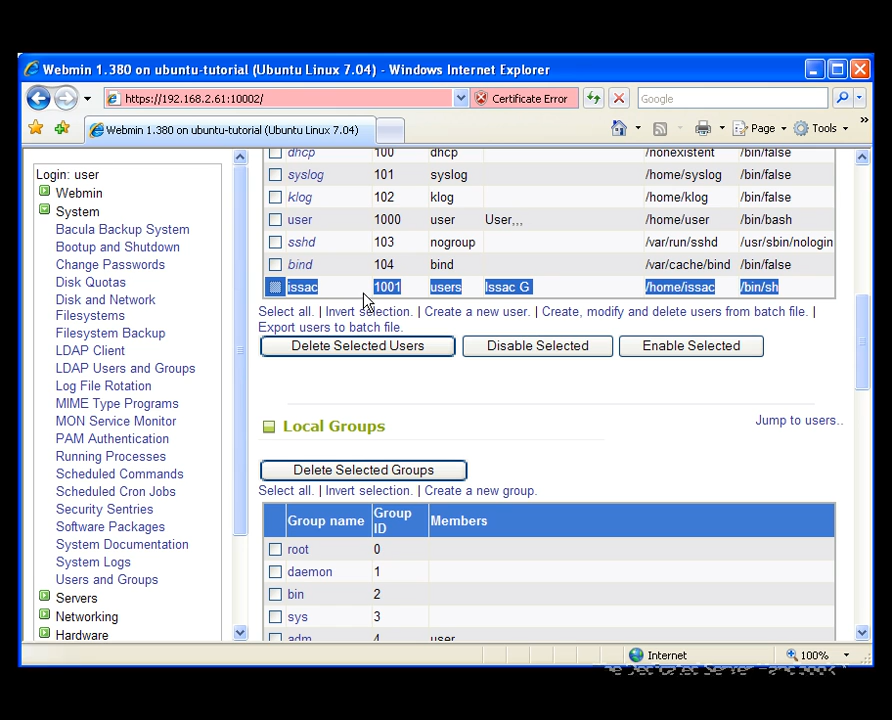 Webmin 1.380 on ubuntu-tutorial (Ubuntu Linux 7.04) - Windows Internet Explorer
https://192.168.2.61:10002/ Certificate Error Google
Webmin 1.380 on ubuntu-tutorial (Ubuntu Linux 7.04) Page Tools »
Login: user
Webmin
System
Bacula Backup System
Bootup and Shutdown
Change Passwords
Disk Quotas
Disk and Network
Filesystems
Filesystem Backup
LDAP Client
LDAP Users and Groups
Log File Rotation
MIME Type Programs
MON Service Monitor
PAM Authentication
Running Processes
Scheduled Commands
Scheduled Cron Jobs
Security Sentries
Software Packages
System Documentation
System Logs
Users and Groups
Servers
Networking
Hardware
dhcp 100 dhcp /nonexistent /bin/false
syslog 101 syslog /home/syslog /bin/false
klog 102 klog /home/klog /bin/false
user 1000 user User,,, /home/user /bin/bash
sshd 103 nogroup /var/run/sshd /usr/sbin/nologin
bind 104 bind /var/cache/bind /bin/false
issac 1001 users Issac G /home/issac /bin/sh
Select all. | Invert selection. | Create a new user. | Create, modify and delete users from batch file. |
Export users to batch file.
Delete Selected Users Disable Selected Enable Selected
Jump to users..
Local Groups
Delete Selected Groups
Select all. | Invert selection. | Create a new group.
Group name Group ID Members
root 0
daemon 1
bin 2
sys 3
adm 4 user
Internet 100%